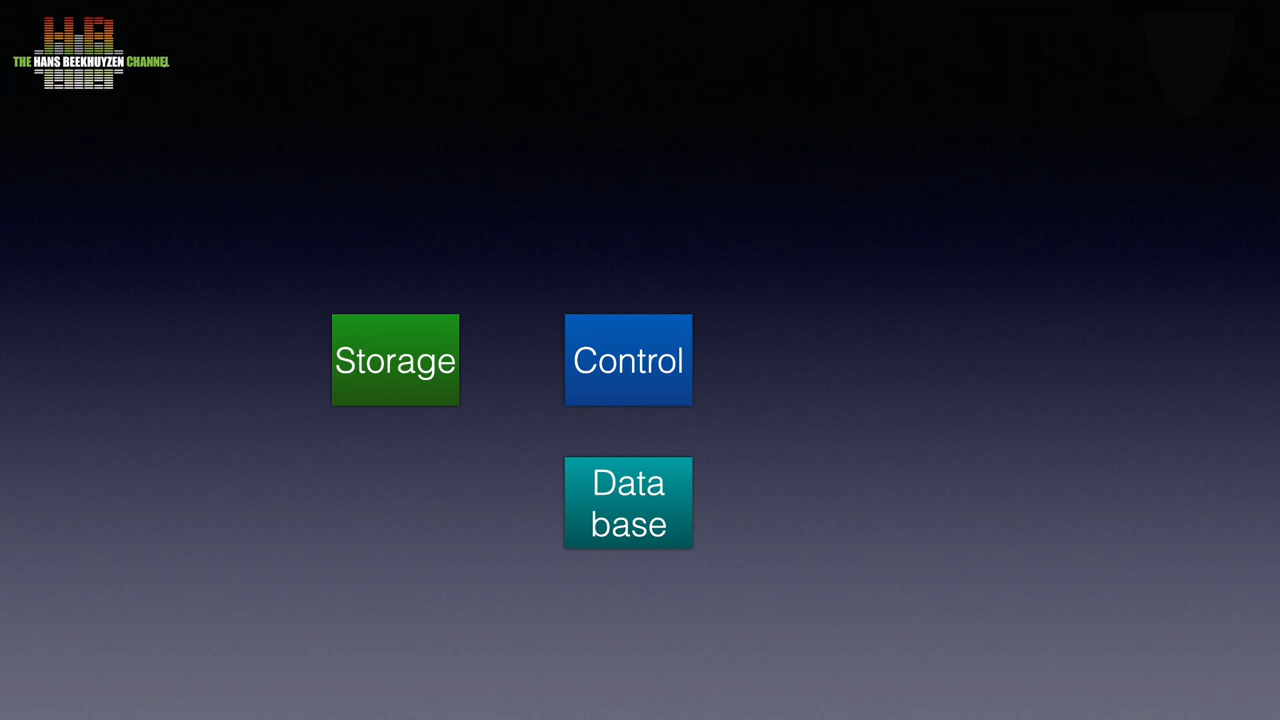 THE HANS BEEKHUYZEN CHANNEL
Storage
Control
Data
base